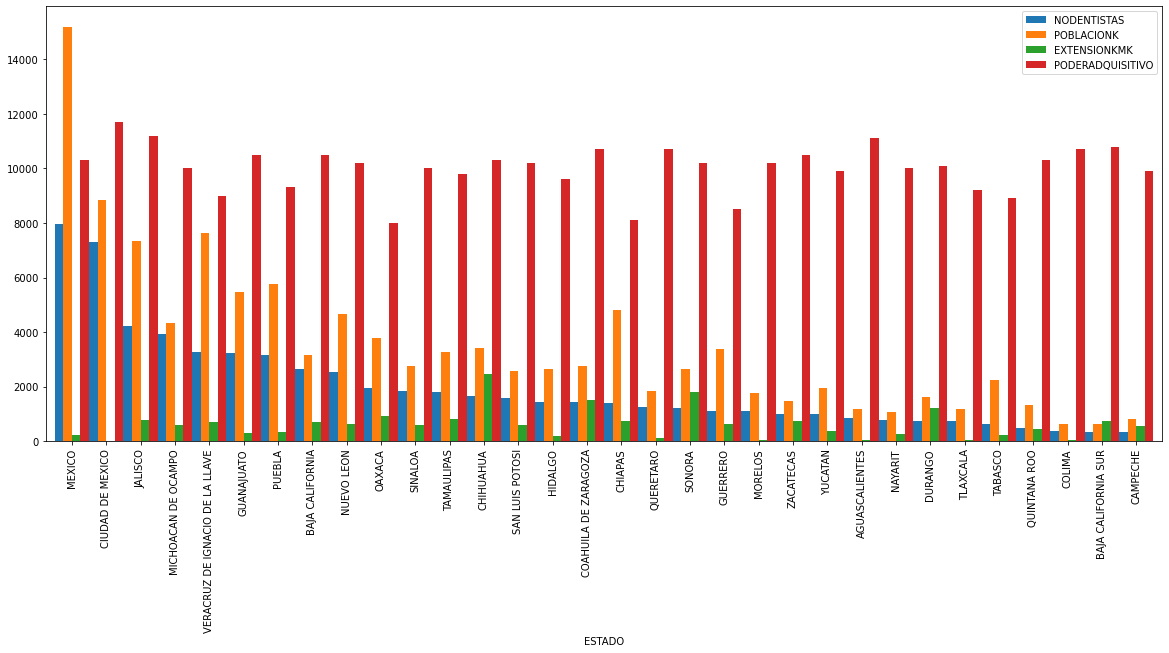 NODENTISTAS
POBLACIONK
EXTENSIONKMK
PODERADQUISITIVO
14000
12000
10000
8000
6000
4000
2000
0
MEXICO
CIUDAD DE MEXICO
JALISCO
MICHOACAN DE OCAMPO
VERACRUZ DE IGNACIO DE LA LLAVE
GUANAJUATO
PUEBLA
BAJA CALIFORNIA
NUEVO LEON
OAXACA
SINALOA
TAMAULIPAS
CHIHUAHUA
SAN LUIS POTOSI
HIDALGO
COAHUILA DE ZARAGOZA
CHIAPAS
QUERETARO
SONORA
GUERRERO
MORELOS
ZACATECAS
YUCATAN
AGUASCALIENTES
NAYARIT
DURANGO
TLAXCALA
TABASCO
QUINTANA ROO
COLIMA
BAJA CALIFORNIA SUR
CAMPECHE
ESTADO